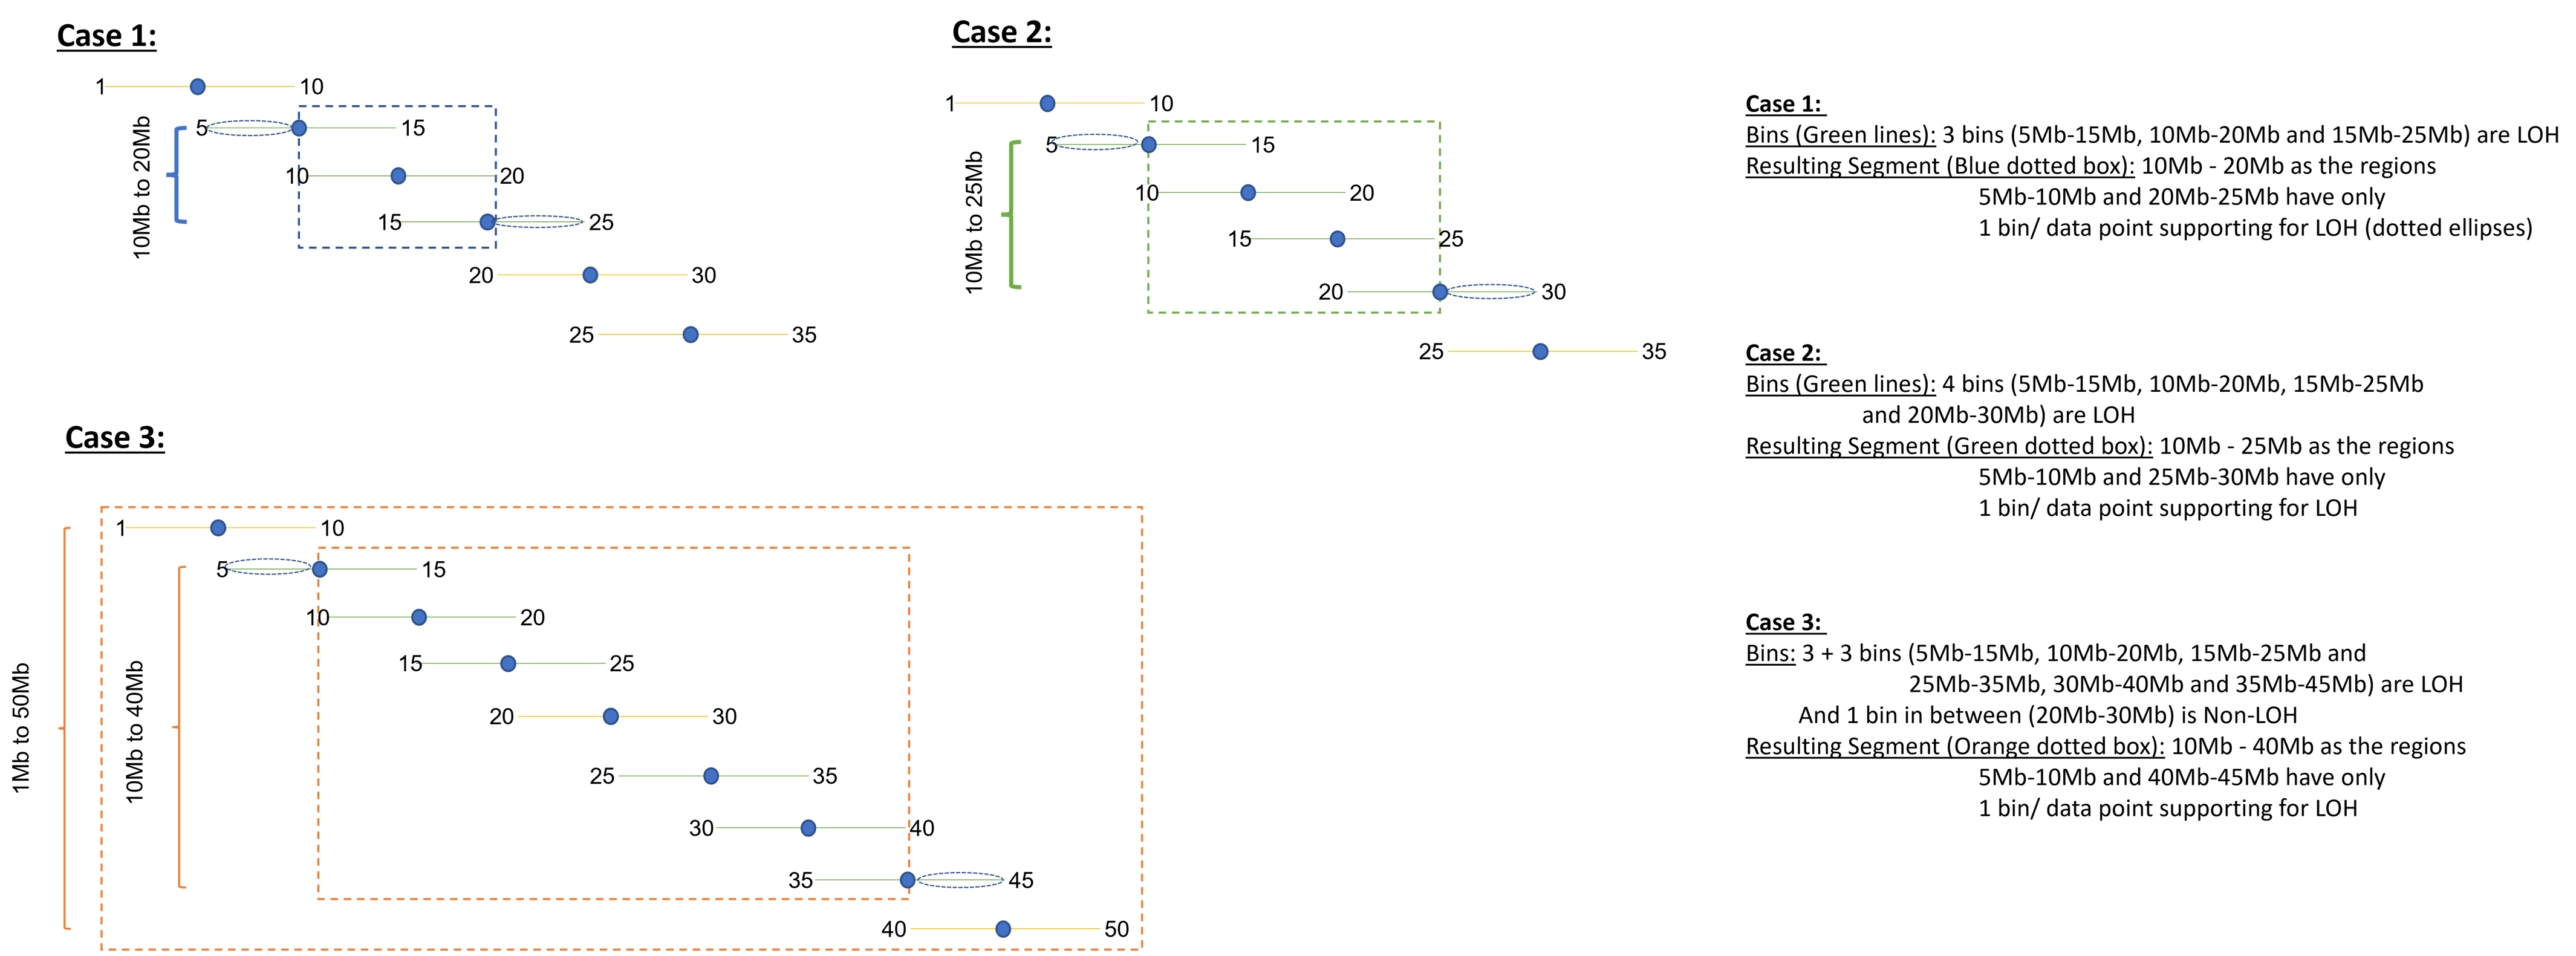 Case 1:
1 10
5 15
10 20
15 25
20 30
25 35
10Mb to 20Mb
Case 2:
1 10
5 15
10 20
15 25
20 30
25 35
10Mb to 25Mb
Case 3:
1 10
5 15
10 20
15 25
20 30
25 35
30 40
35 45
40 50
1Mb to 50Mb
10Mb to 40Mb
Case 1:
Bins (Green lines): 3 bins (5Mb-15Mb, 10Mb-20Mb and 15Mb-25Mb) are LOH
Resulting Segment (Blue dotted box): 10Mb - 20Mb as the regions
5Mb-10Mb and 20Mb-25Mb have only
1 bin/ data point supporting for LOH (dotted ellipses)
Case 2:
Bins (Green lines): 4 bins (5Mb-15Mb, 10Mb-20Mb, 15Mb-25Mb
and 20Mb-30Mb) are LOH
Resulting Segment (Green dotted box): 10Mb - 25Mb as the regions
5Mb-10Mb and 25Mb-30Mb have only
1 bin/ data point supporting for LOH
Case 3:
Bins: 3 + 3 bins (5Mb-15Mb, 10Mb-20Mb, 15Mb-25Mb and
25Mb-35Mb, 30Mb-40Mb and 35Mb-45Mb) are LOH
And 1 bin in between (20Mb-30Mb) is Non-LOH
Resulting Segment (Orange dotted box): 10Mb - 40Mb as the regions
5Mb-10Mb and 40Mb-45Mb have only
1 bin/ data point supporting for LOH